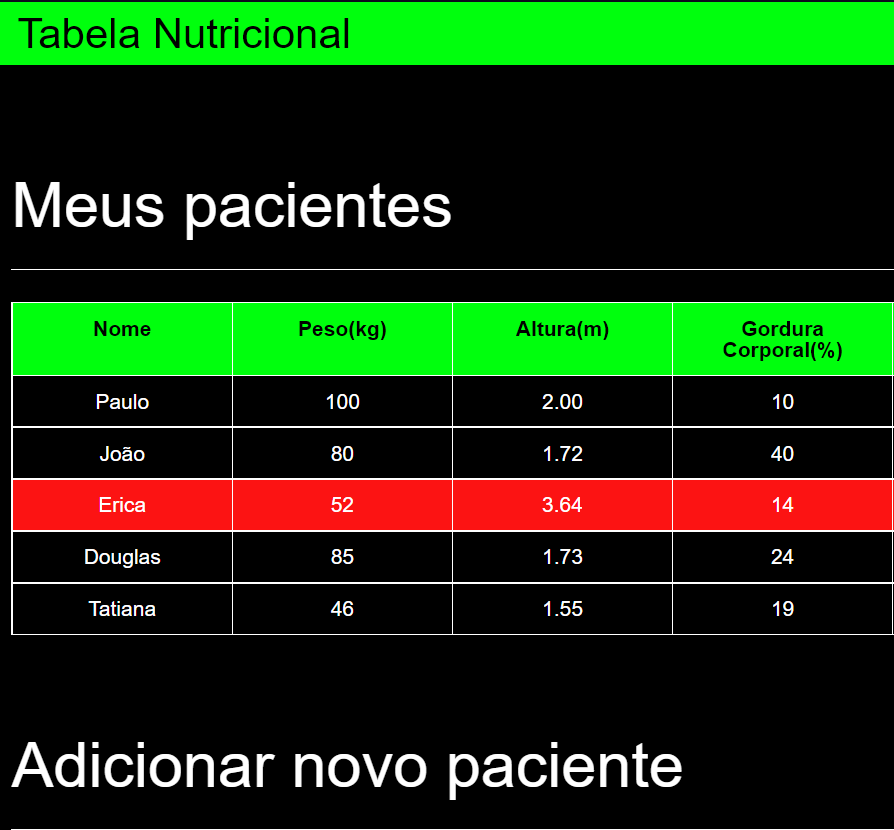 Tabela Nutricional
Meus pacientes
Nome Peso(kg) Altura(m) Gordura
Corporal(%)
Paulo 100 2.00 10
João 80 1.72 40
Erica 52 3.64 14
Douglas 85 1.73 24
Tatiana 46 1.55 19
Adicionar novo paciente